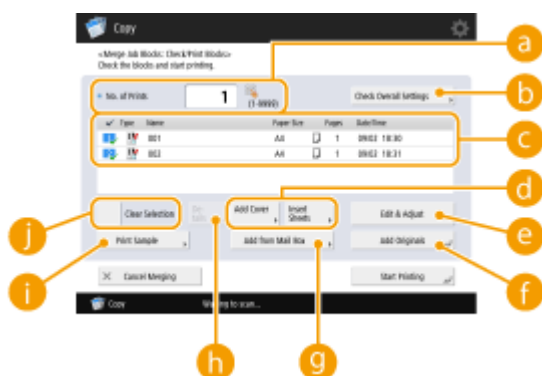 Copy
<Merge Job Blocks: Check/Print Blocks>
Check the blocks and start printing.
a
No. of Prints 1 (1-9999) Check Overall Settings b
Type Name Paper Size Pages Date/Time
001 A4 1 09/02 18:30 c
002 A4 1 09/02 18:31
d
j Clear Selection Details Add Cover Insert Sheets Edit & Adjust e
Print Sample Add from Mail Box Add Originals
i f
Cancel Merging Start Printing
Copy Waiting to scan...
h g